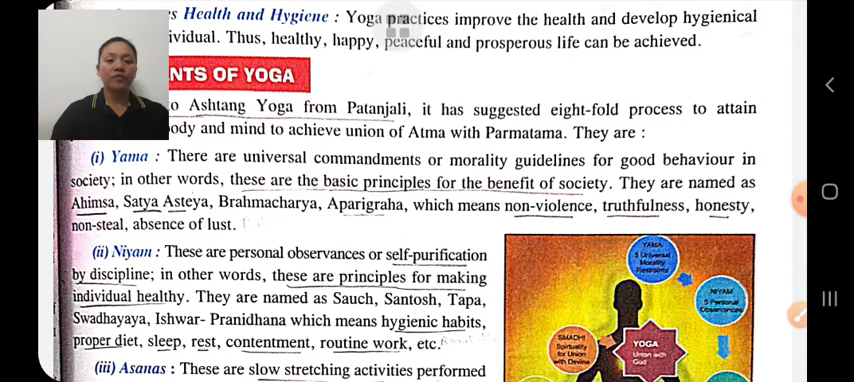 s Health and Hygiene : Yoga practices improve the health and develop hygienical
ividual. Thus, healthy, happy, peaceful and prosperous life can be achieved.
NTS OF YOGA
to Ashtang Yoga from Patanjali, it has suggested eight-fold process to attain
ody and mind to achieve union of Atma with Parmatama. They are :
(i) Yama : There are universal commandments or morality guidelines for good behaviour in
society; in other words, these are the basic principles for the benefit of society. They are named as
Ahimsa, Satya Asteya, Brahmacharya, Aparigraha, which means non-violence, truthfulness, honesty,
non-steal, absence of lust.
(ii) Niyam : These are personal observances or self-purification
by discipline; in other words, these are principles for making
individual healthy. They are named as Sauch, Santosh, Tapa,
Swadhayaya, Ishwar- Pranidhana which means hygienic habits,
proper diet, sleep, rest, contentment, routine work, etc.
(iii) Asanas : These are slow stretching activities performed
YAMA
5 Universal
Morality
Restraints
NIYAM
5 Personal
Observances
SMADHI
Spirtuality
for Union
with Devine
YOGA
Union with
God